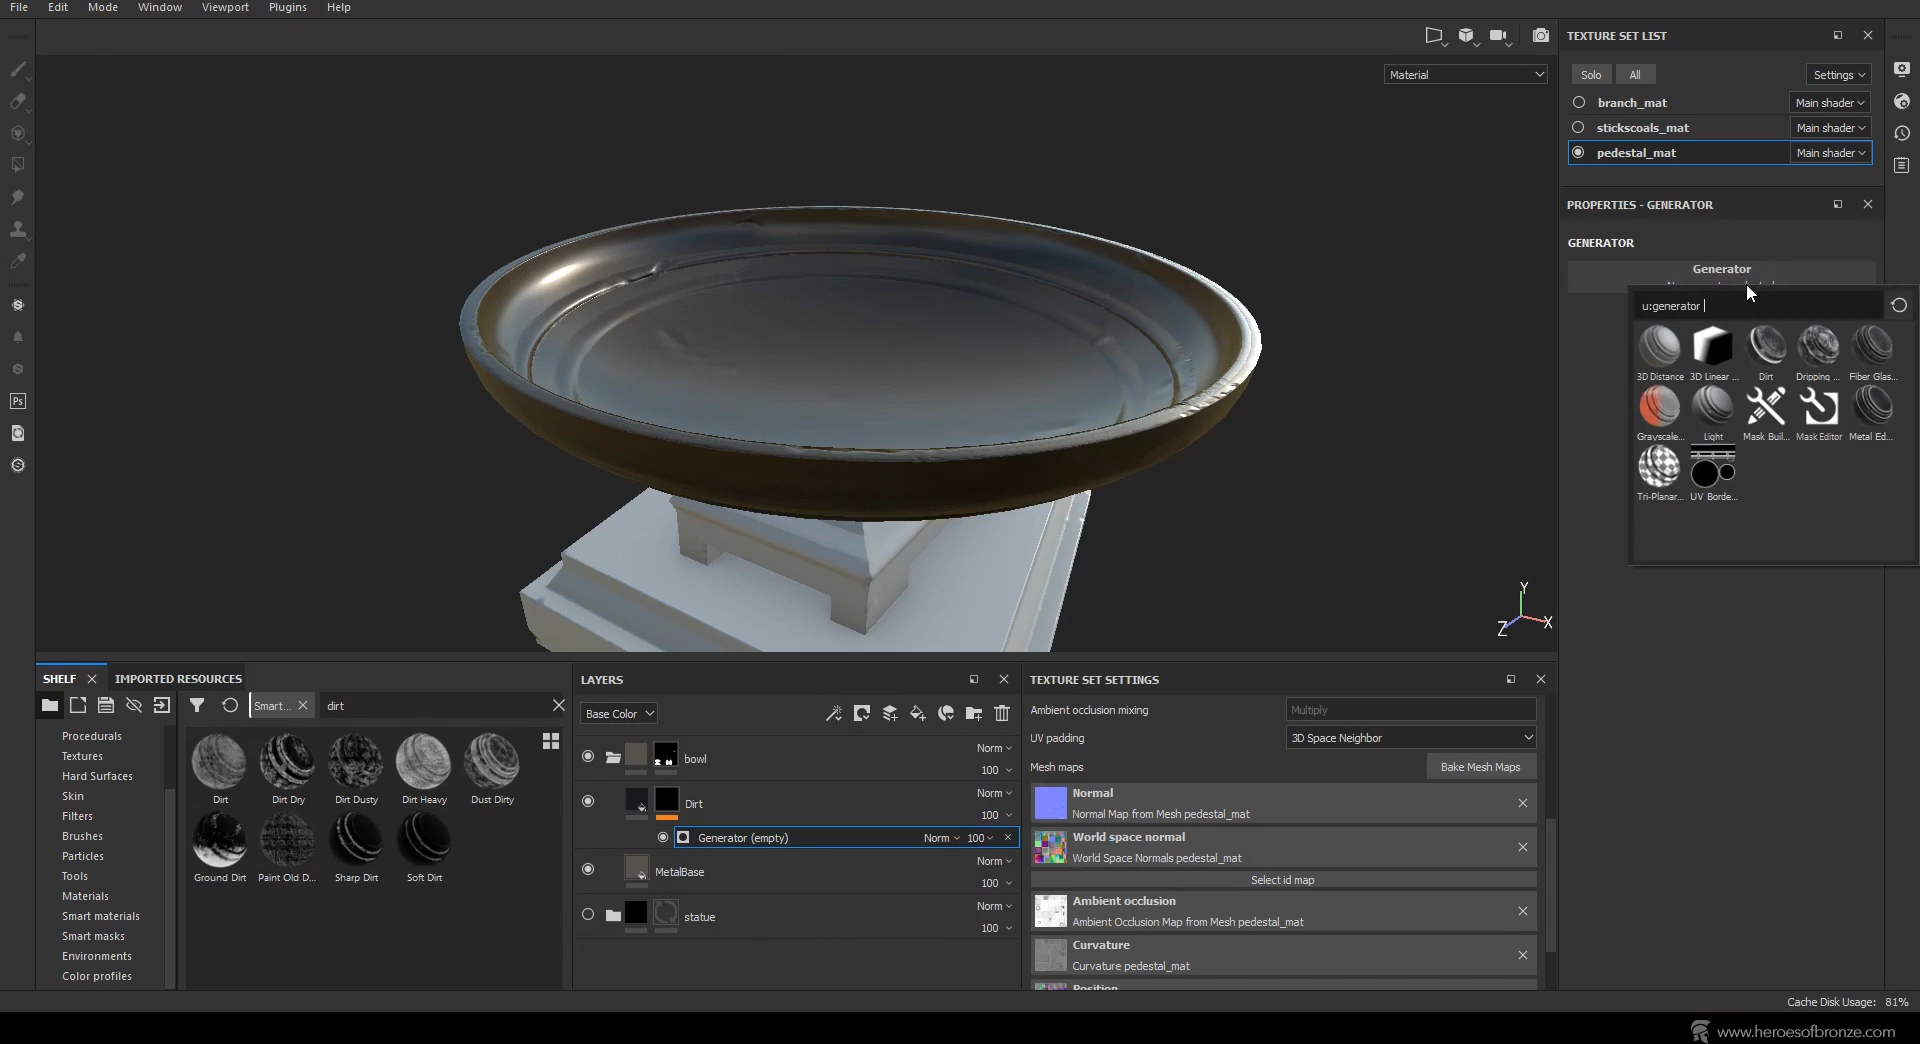 File Edit Mode Window Viewport Plugins Help
Material
TEXTURE SET LIST
Solo All Settings
branch_mat Main shader
stickscoals_mat Main shader
pedestal_mat Main shader
PROPERTIES - GENERATOR
GENERATOR
Generator
u:generator
3D Distance 3D Linear ... Dirt Dripping ... Fiber Glas...
Grayscale... Light Mask Buil... Mask Editor Metal Ed...
Tri-Planar... UV Borde...
Y
Z X
SHELF IMPORTED RESOURCES
Smart... dirt
Procedurals
Textures
Hard Surfaces
Skin
Filters
Brushes
Particles
Tools
Materials
Smart materials
Smart masks
Environments
Color profiles
Dirt Dirt Dry Dirt Dusty Dirt Heavy Dust Dirty
Ground Dirt Paint Old D... Sharp Dirt Soft Dirt
Ps
LAYERS
Base Color
bowl Norm
100
Dirt Norm
100
Generator (empty) Norm 100
MetalBase Norm
100
statue Norm
100
TEXTURE SET SETTINGS
Ambient occlusion mixing Multiply
UV padding 3D Space Neighbor
Mesh maps Bake Mesh Maps
Normal
Normal Map from Mesh pedestal_mat
World space normal
World Space Normals pedestal_mat
Select id map
Ambient occlusion
Ambient Occlusion Map from Mesh pedestal_mat
Curvature
Curvature pedestal_mat
Position
Cache Disk Usage: 81%
www.heroesofbronze.com